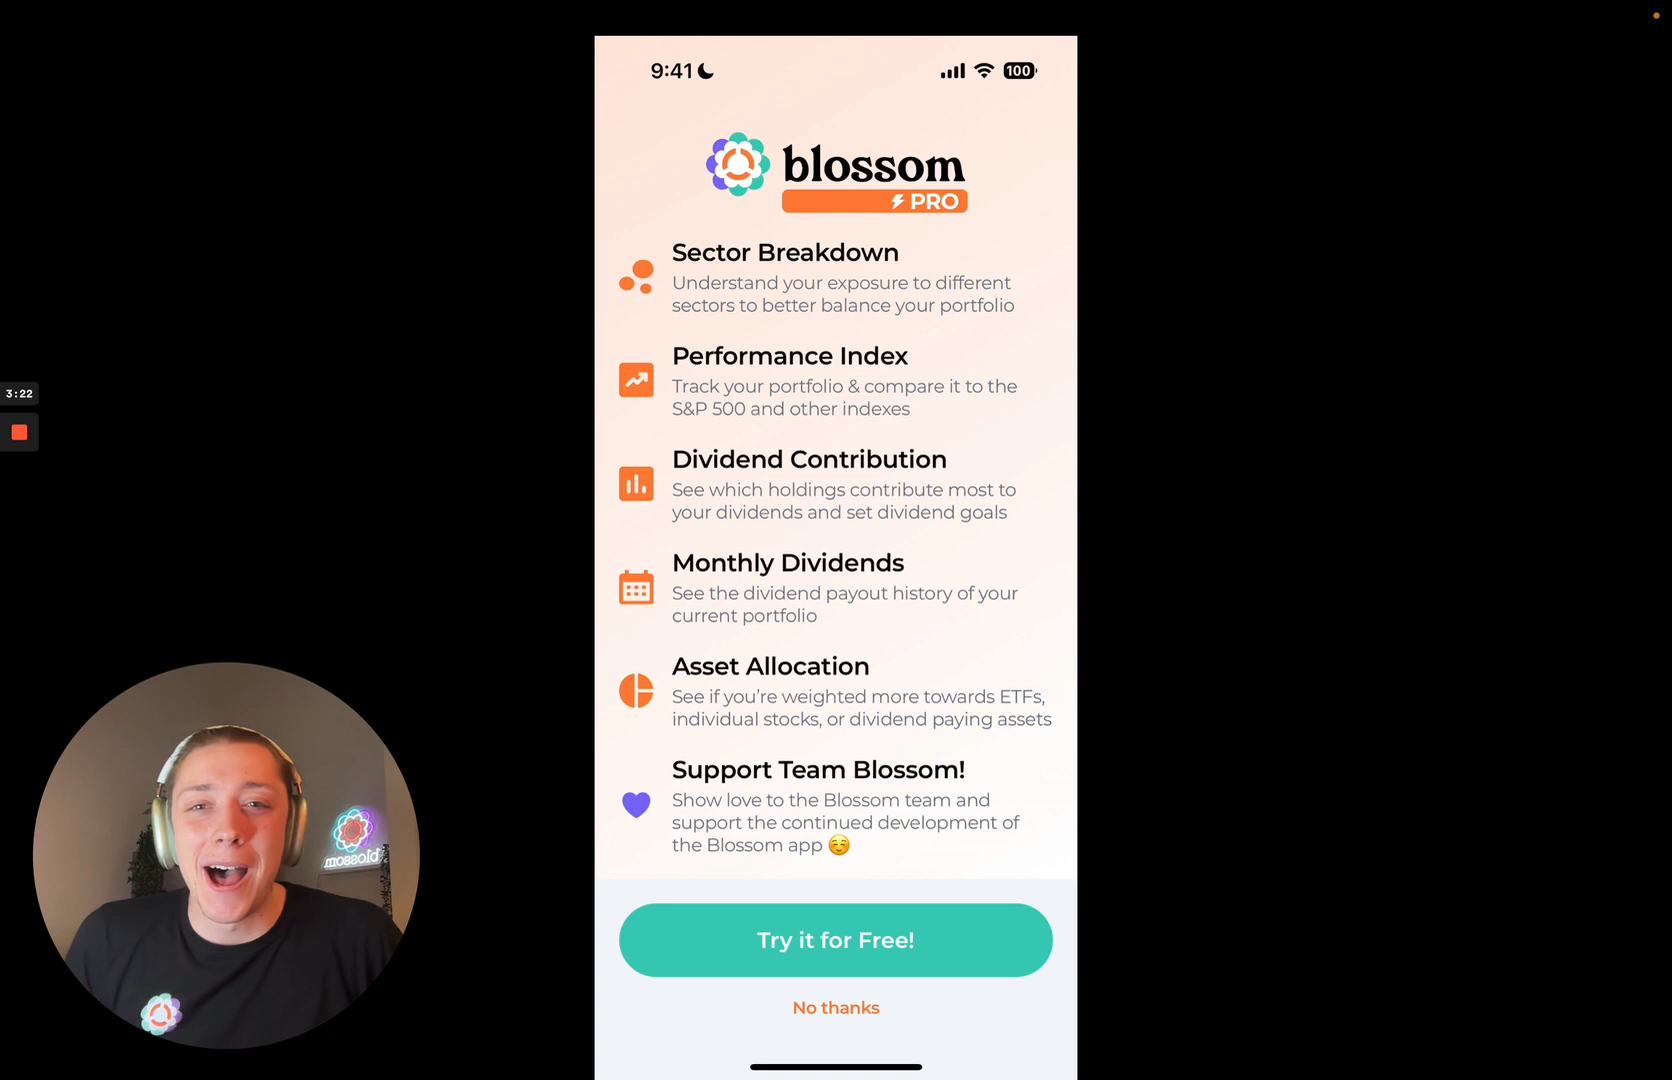 9:41
100
blossom
PRO
Sector Breakdown
Understand your exposure to different
sectors to better balance your portfolio
Performance Index
Track your portfolio & compare it to the
S&P 500 and other indexes
Dividend Contribution
See which holdings contribute most to
your dividends and set dividend goals
Monthly Dividends
See the dividend payout history of your
current portfolio
Asset Allocation
See if you’re weighted more towards ETFs,
individual stocks, or dividend paying assets
Support Team Blossom!
Show love to the Blossom team and
support the continued development of
the Blossom app ☺️
Try it for Free!
No thanks
3:22
blossom